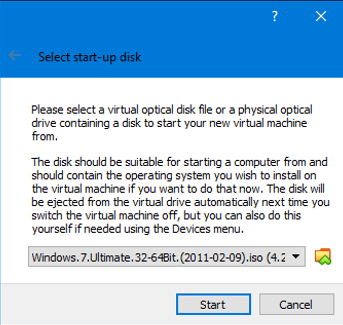 ?
Select start-up disk
Please select a virtual optical disk file or a physical optical
drive containing a disk to start your new virtual machine
from.
The disk should be suitable for starting a computer from and
should contain the operating system you wish to install on
the virtual machine if you want to do that now. The disk will
be ejected from the virtual drive automatically next time you
switch the virtual machine off, but you can also do this
yourself if needed using the Devices menu.
Windows.7.Ultimate.32-64Bit.(2011-02-09).iso (4.2
Start
Cancel